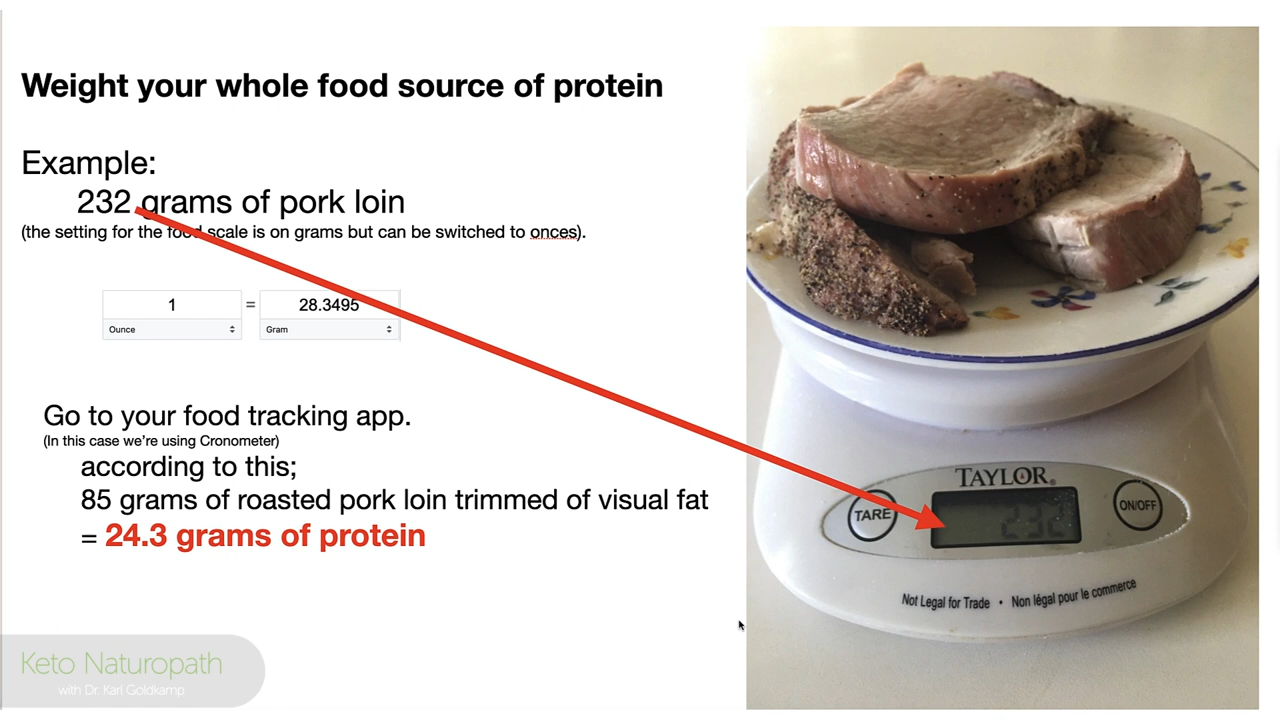 Weight your whole food source of protein
Example:
232 grams of pork loin
(the setting for the food scale is on grams but can be switched to onces).
1 = 28.3495
Ounce Gram
Go to your food tracking app.
(In this case we're using Cronometer)
according to this;
85 grams of roasted pork loin trimmed of visual fat
= 24.3 grams of protein
TAYLOR®
TARE
232
ON/OFF
Not Legal for Trade • Non légal pour le commerce
Keto Naturopath
with Dr. Karl Goldkamp